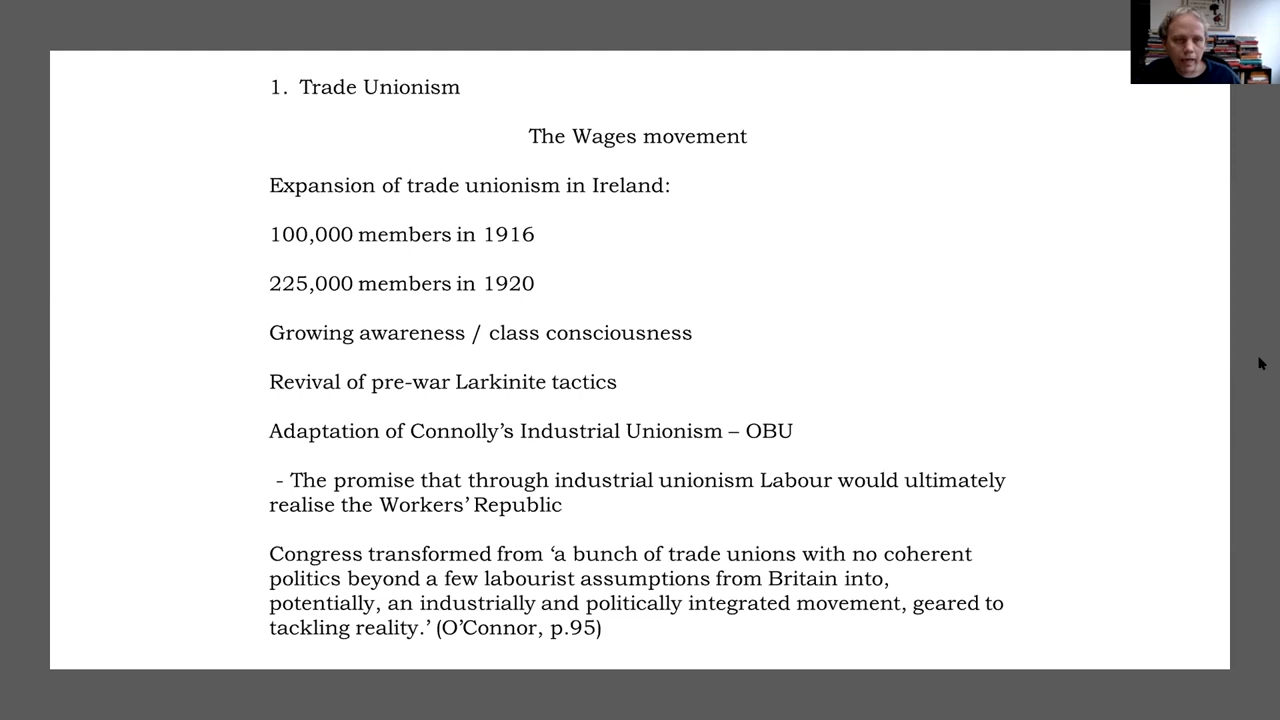 1. Trade Unionism
The Wages movement
Expansion of trade unionism in Ireland:
100,000 members in 1916
225,000 members in 1920
Growing awareness / class consciousness
Revival of pre-war Larkinite tactics
Adaptation of Connolly’s Industrial Unionism – OBU
- The promise that through industrial unionism Labour would ultimately
realise the Workers’ Republic
Congress transformed from ‘a bunch of trade unions with no coherent
politics beyond a few labourist assumptions from Britain into,
potentially, an industrially and politically integrated movement, geared to
tackling reality.’ (O’Connor, p.95)